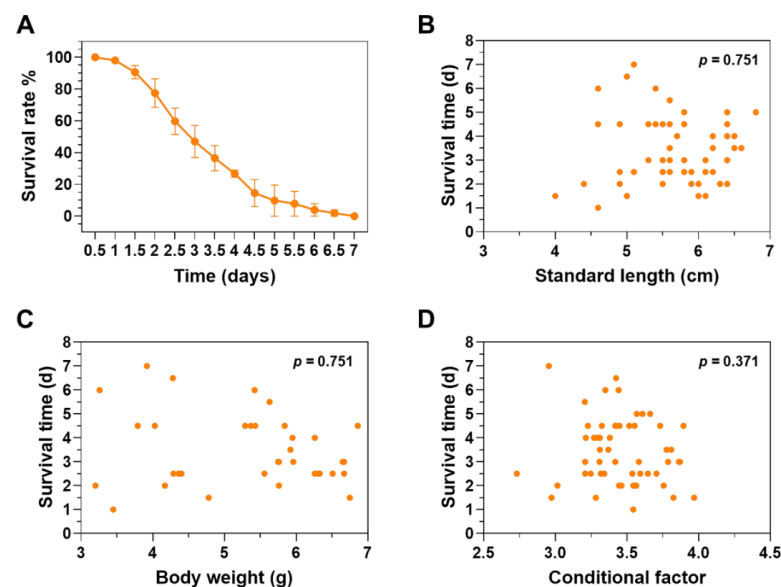 A
Survival rate %
100
80
60
40
20
0
0.5 1 1.5 2 2.5 3 3.5 4 4.5 5 5.5 6 6.5 7
Time (days)
B
p = 0.751
Survival time (d)
8
7
6
5
4
3
2
1
0
3 4 5 6 7
Standard length (cm)
C
p = 0.751
Survival time (d)
8
7
6
5
4
3
2
1
0
3 4 5 6 7
Body weight (g)
D
p = 0.371
Survival time (d)
8
7
6
5
4
3
2
1
0
2.5 3.0 3.5 4.0 4.5
Conditional factor